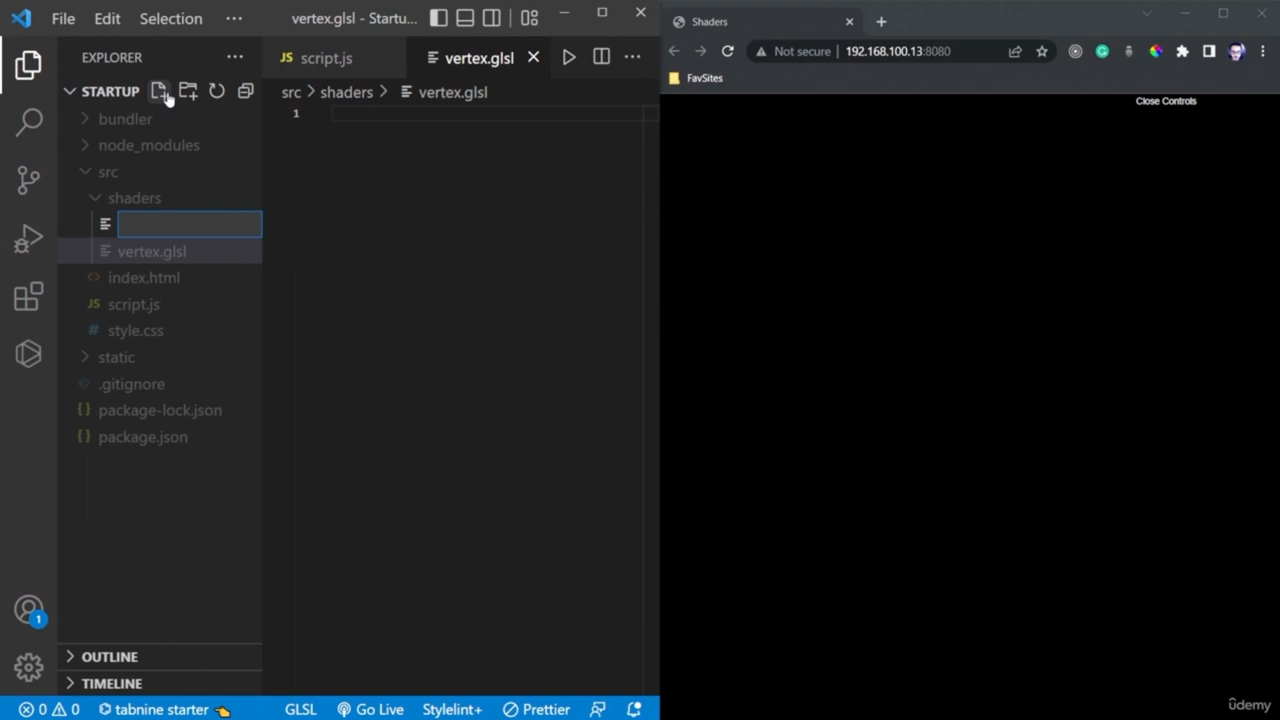 File Edit Selection ··· vertex.glsl - Startu...
EXPLORER ···
STARTUP
bundler
node_modules
src
shaders
vertex.glsl
index.html
JS script.js
# style.css
static
.gitignore
{} package-lock.json
{} package.json
OUTLINE
TIMELINE
JS script.js vertex.glsl ···
src > shaders > vertex.glsl
1
1
0 0 tabnine starter 👈 GLSL Go Live Stylelint+ Prettier
Shaders
Not secure 192.168.100.13:8080
FavSites
Close Controls
ûdemy